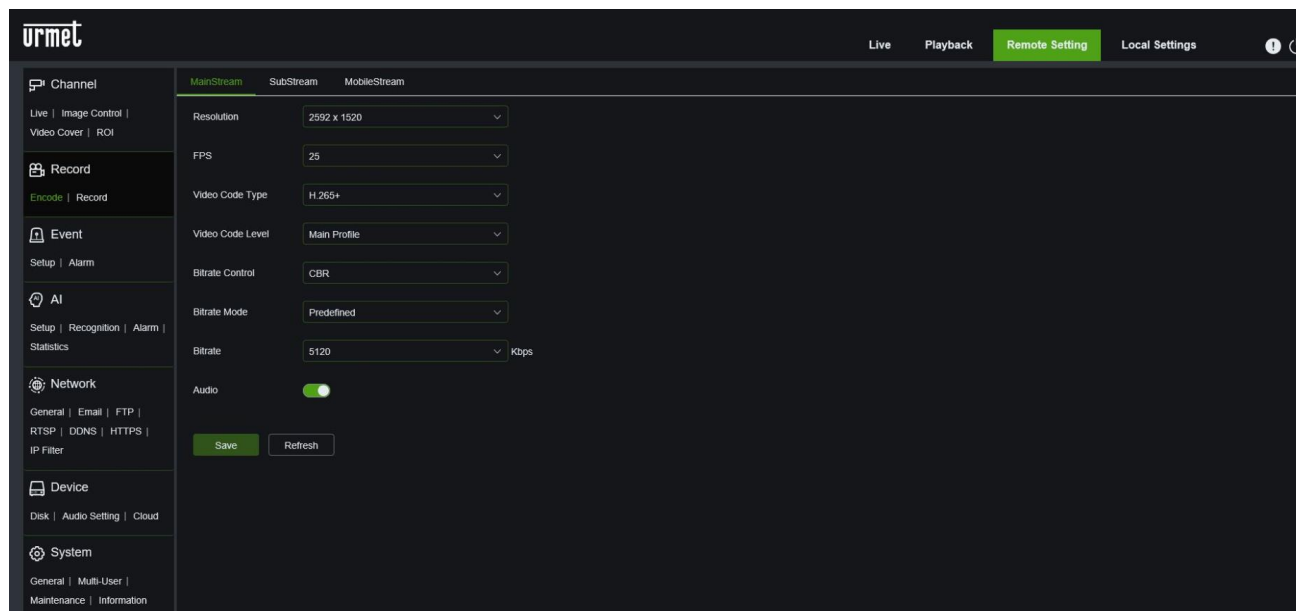 urmet
Live Playback Remote Setting Local Settings
Channel
Live | Image Control |
Video Cover | ROI
Record
Encode | Record
Event
Setup | Alarm
AI
Setup | Recognition | Alarm |
Statistics
Network
General | Email | FTP |
RTSP | DDNS | HTTPS |
IP Filter
Device
Disk | Audio Setting | Cloud
System
General | Multi-User |
Maintenance | Information
MainStream SubStream MobileStream
Resolution 2592 x 1520
FPS 25
Video Code Type H.265+
Video Code Level Main Profile
Bitrate Control CBR
Bitrate Mode Predefined
Bitrate 5120 Kbps
Audio
Save Refresh